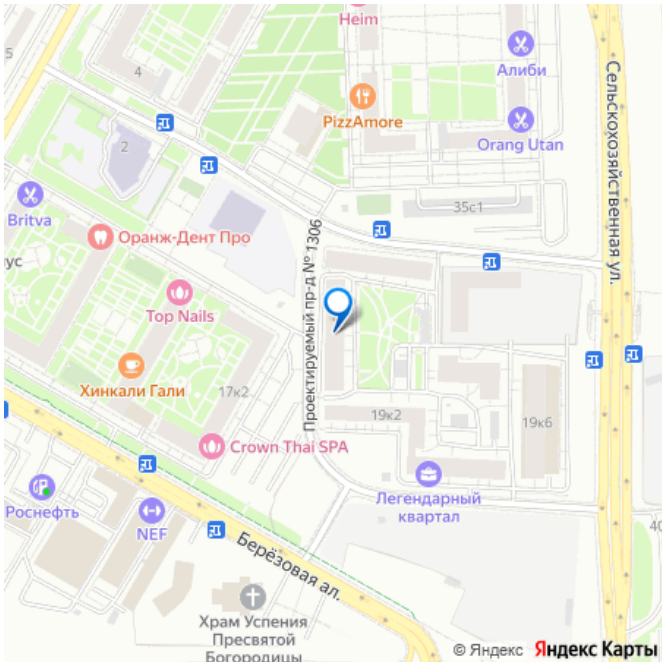 Heim
Алиби
4
PizzAmore
Orang Utan
Сельскохозяйственная ул.
2
Britva
35с1
Оранж-Дент Про
ус
Проектируемый пр-д № 1306
Top Nails
Хинкали Гали
17к2
19к2
19к6
Crown Thai SPA
Легендарный
квартал
Роснефть
NEF
40
Берёзовая ал.
Храм Успения
Пресвятой
Богородицы
© Яндекс Яндекс Карты